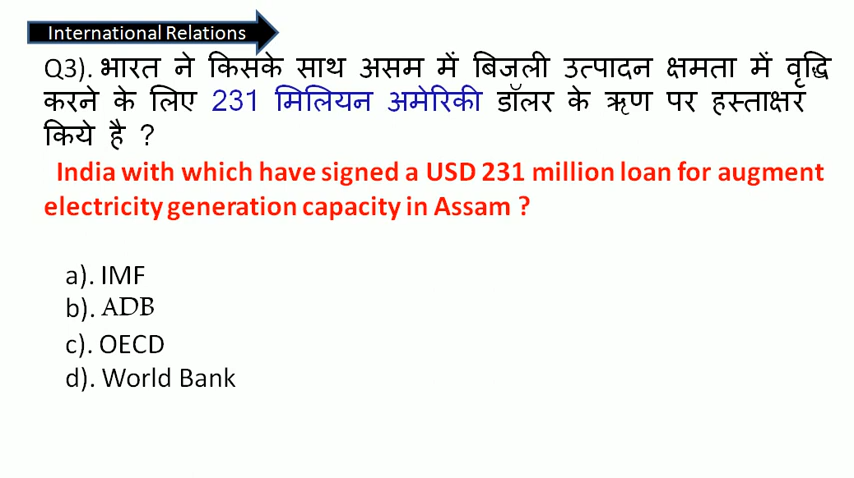 International Relations
Q3). भारत ने किसके साथ असम में बिजली उत्पादन क्षमता में वृद्धि
करने के लिए 231 मिलियन अमेरिकी डॉलर के ऋण पर हस्ताक्षर
किये है ?
India with which have signed a USD 231 million loan for augment
electricity generation capacity in Assam ?
a). IMF
b). ADB
c). OECD
d). World Bank